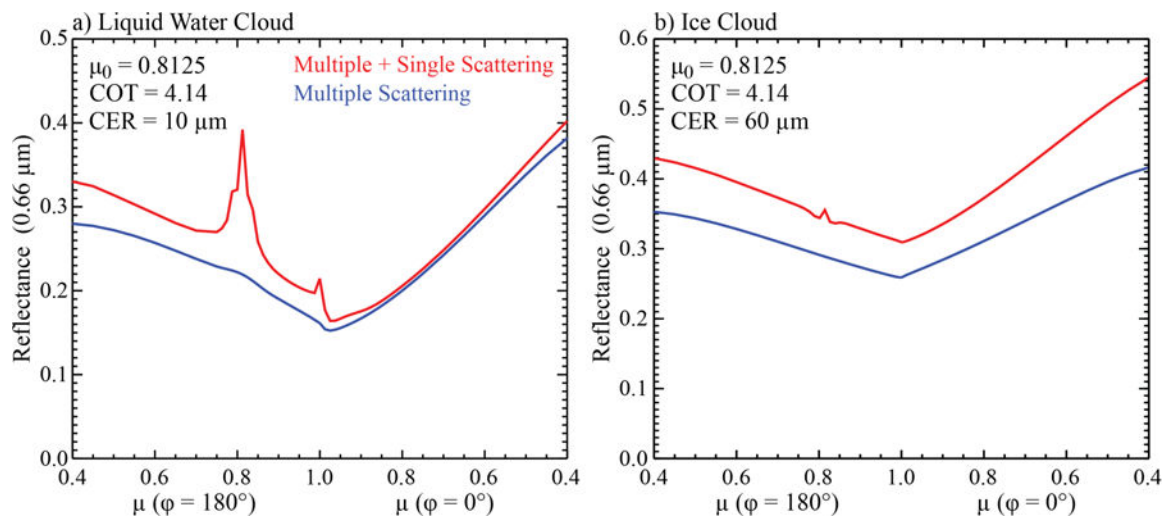 a) Liquid Water Cloud
0.5
0.4
0.3
0.2
0.1
0.0
Reflectance (0.66 µm)
µ₀ = 0.8125
COT = 4.14
CER = 10 µm
Multiple + Single Scattering
Multiple Scattering
0.4 0.6 0.8 1.0 0.8 0.6 0.4
µ (φ = 180°) µ (φ = 0°)
b) Ice Cloud
0.6
0.5
0.4
0.3
0.2
0.1
0.0
Reflectance (0.66 µm)
µ₀ = 0.8125
COT = 4.14
CER = 60 µm
0.4 0.6 0.8 1.0 0.8 0.6 0.4
µ (φ = 180°) µ (φ = 0°)